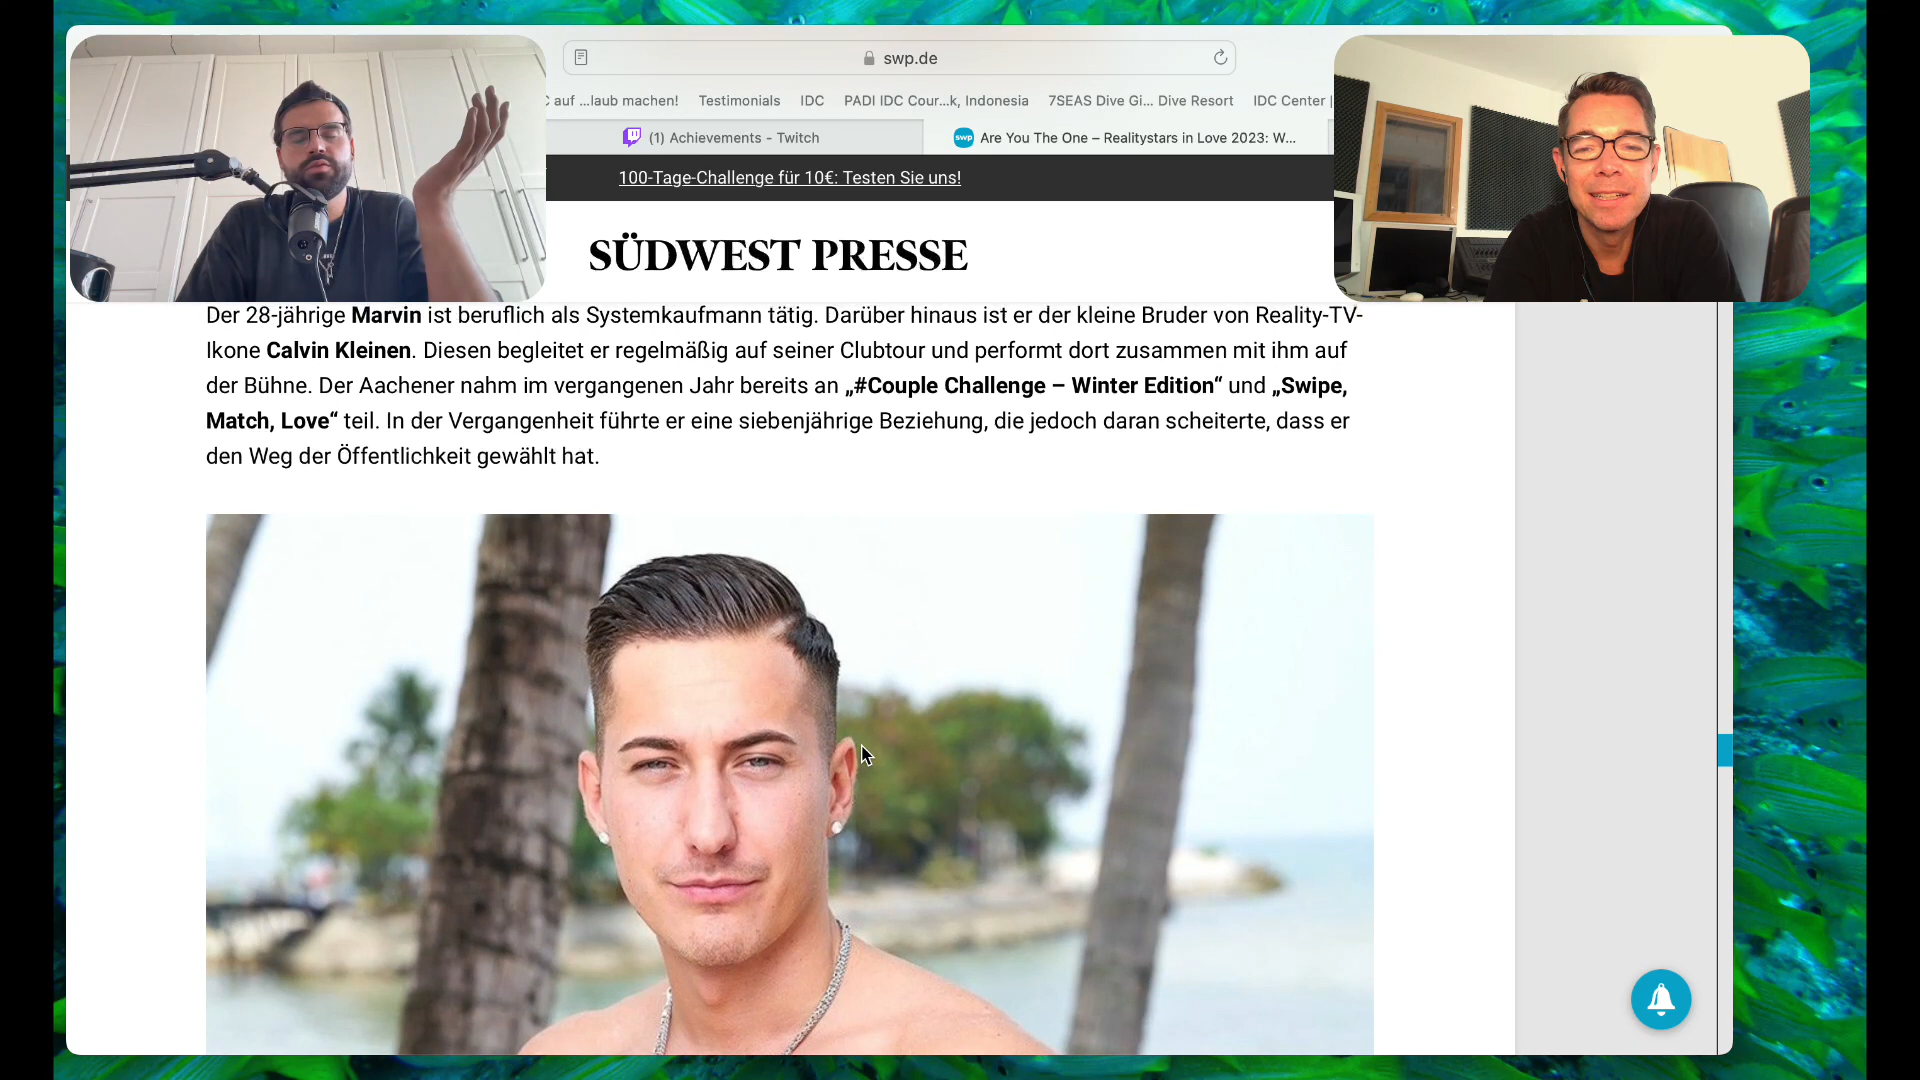 swp.de
C auf ...laub machen! Testimonials IDC PADI IDC Cour...k, Indonesia 7SEAS Dive Gi... Dive Resort IDC Center |
(1) Achievements - Twitch
swp Are You The One – Realitystars in Love 2023: W...
100-Tage-Challenge für 10€: Testen Sie uns!
SÜDWEST PRESSE
Der 28-jährige Marvin ist beruflich als Systemkaufmann tätig. Darüber hinaus ist er der kleine Bruder von Reality-TV-
Ikone Calvin Kleinen. Diesen begleitet er regelmäßig auf seiner Clubtour und performt dort zusammen mit ihm auf
der Bühne. Der Aachener nahm im vergangenen Jahr bereits an „#Couple Challenge – Winter Edition“ und „Swipe,
Match, Love“ teil. In der Vergangenheit führte er eine siebenjährige Beziehung, die jedoch daran scheiterte, dass er
den Weg der Öffentlichkeit gewählt hat.